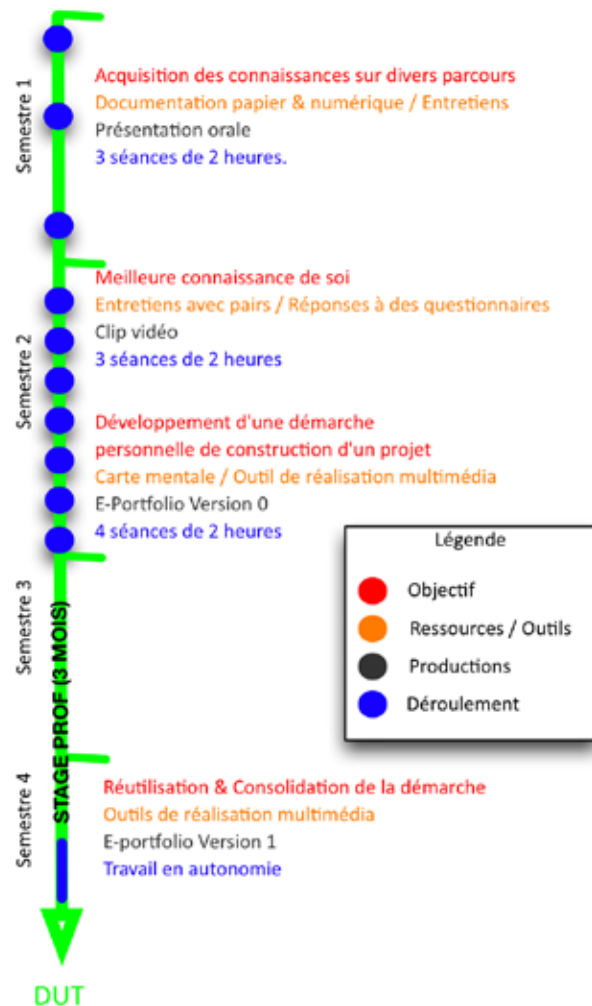 Semestre 1
Acquisition des connaissances sur divers parcours
Documentation papier & numérique / Entretiens
Présentation orale
3 séances de 2 heures.
Semestre 2
Meilleure connaissance de soi
Entretiens avec pairs / Réponses à des questionnaires
Clip vidéo
3 séances de 2 heures
Développement d'une démarche
personnelle de construction d'un projet
Carte mentale / Outil de réalisation multimédia
E-Portfolio Version 0
4 séances de 2 heures
Légende
Objectif
Ressources / Outils
Productions
Déroulement
Semestre 3
STAGE PROF (3 MOIS)
Semestre 4
Réutilisation & Consolidation de la démarche
Outils de réalisation multimédia
E-portfolio Version 1
Travail en autonomie
DUT